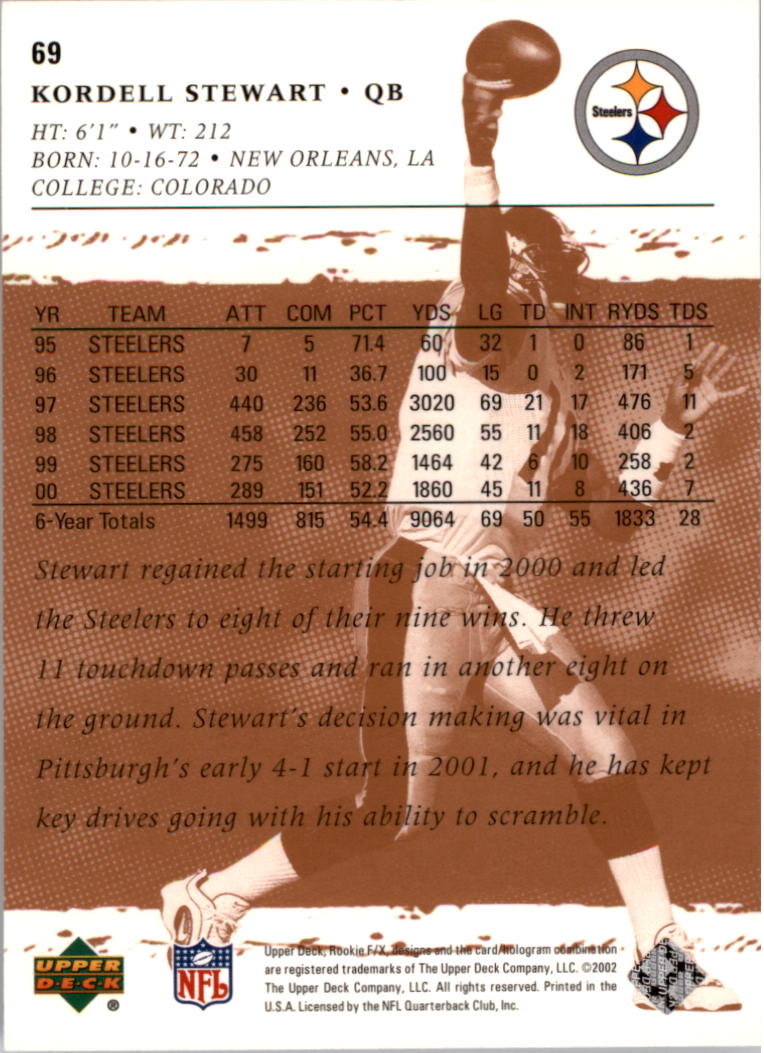 69
KORDELL STEWART • QB
HT: 6'1" • WT: 212
BORN: 10-16-72 • NEW ORLEANS, LA
COLLEGE: COLORADO
Steelers
YR TEAM ATT COM PCT YDS LG TD INT RYDS TDS
95 STEELERS 7 5 71.4 60 32 1 0 86 1
96 STEELERS 30 11 36.7 100 15 0 2 171 5
97 STEELERS 440 236 53.6 3020 69 21 17 476 11
98 STEELERS 458 252 55.0 2560 55 11 18 406 2
99 STEELERS 275 160 58.2 1464 42 6 10 258 2
00 STEELERS 289 151 52.2 1860 45 11 8 436 7
6-Year Totals 1499 815 54.4 9064 69 50 55 1833 28
Stewart regained the starting job in 2000 and led
the Steelers to eight of their nine wins. He threw
11 touchdown passes and ran in another eight on
the ground. Stewart's decision making was vital in
Pittsburgh's early 4-1 start in 2001, and he has kept
key drives going with his ability to scramble.
UPPER
D·E·C·K
®
NFL
Upper Deck, Rookie F/X, designs and the card/hologram combination
are registered trademarks of The Upper Deck Company, LLC. ©2002
The Upper Deck Company, LLC. All rights reserved. Printed in the
U.S.A. Licensed by the NFL Quarterback Club, Inc.